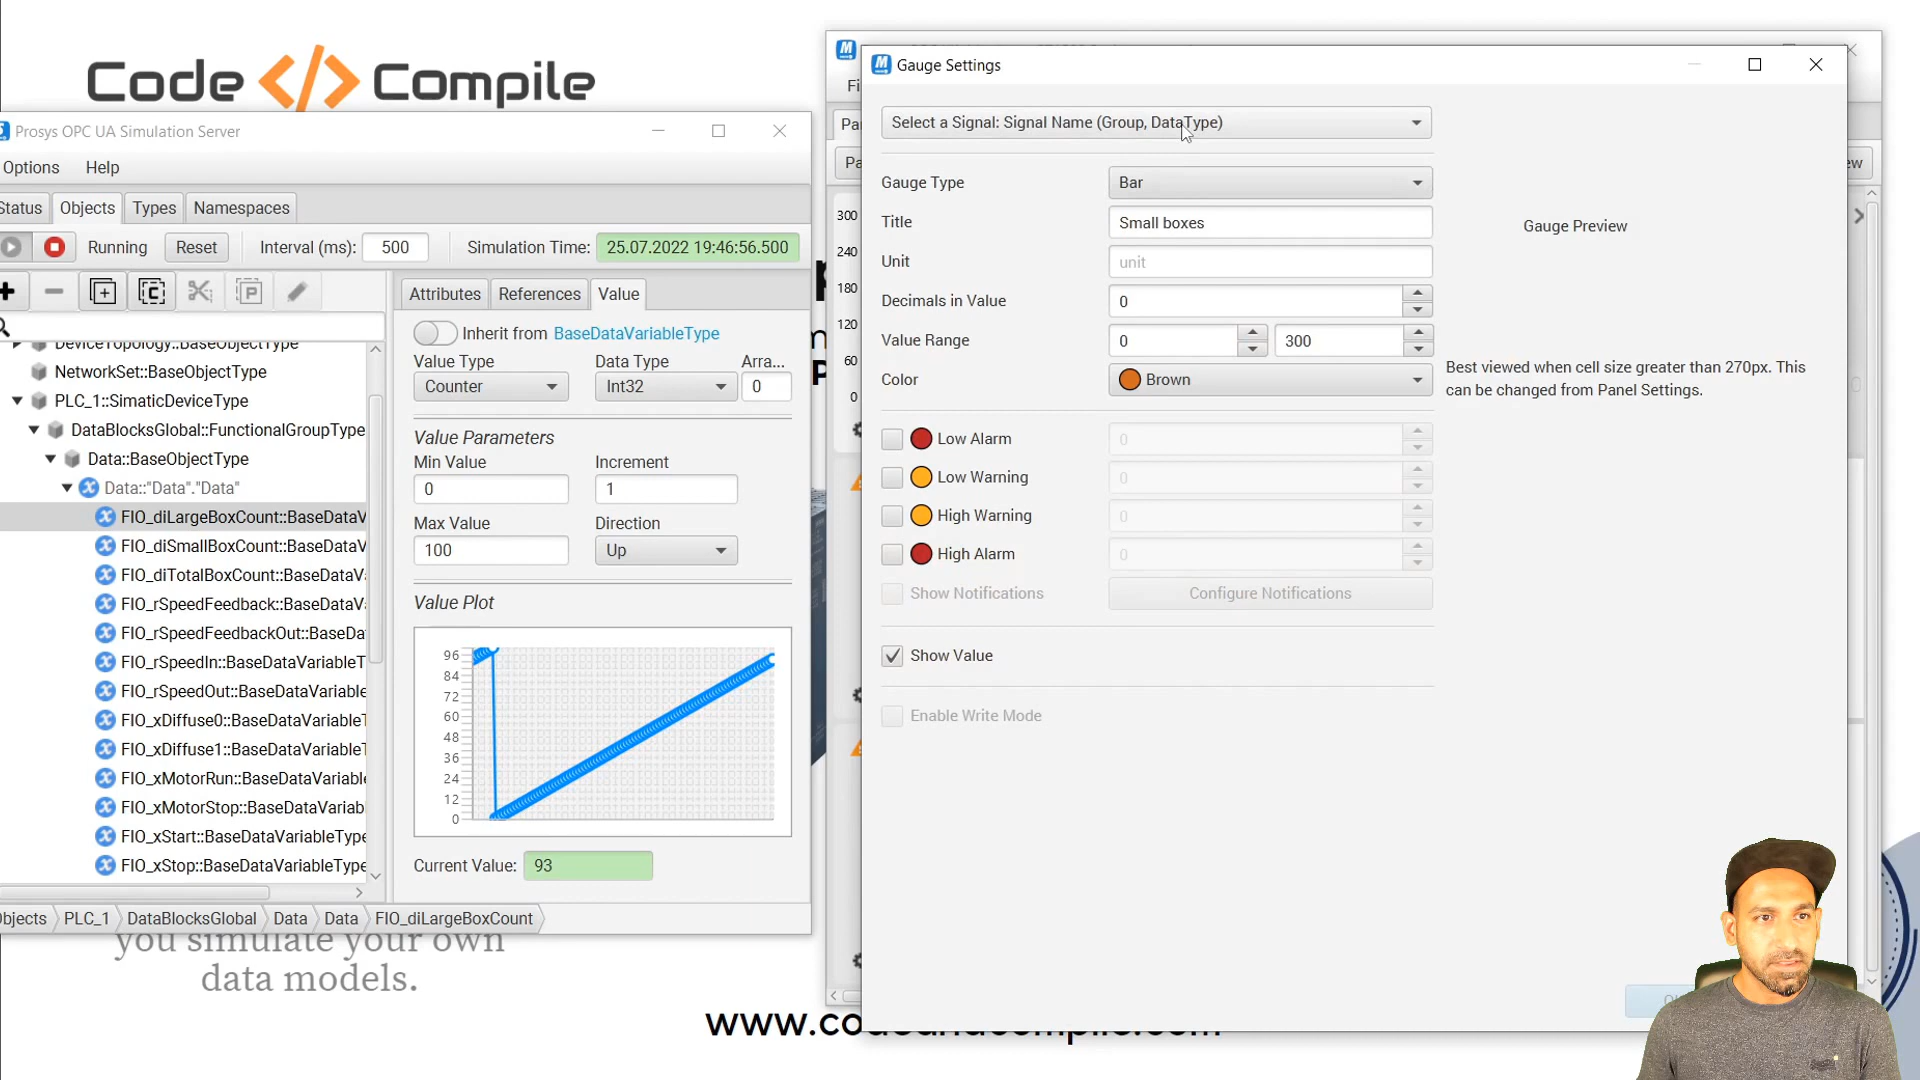 Code </> Compile
Prosys OPC UA Simulation Server
Options Help
Status Objects Types Namespaces
Running Reset Interval (ms): 500 Simulation Time: 25.07.2022 19:46:56.500
DeviceTopology::BaseObjectType
NetworkSet::BaseObjectType
PLC_1::SimaticDeviceType
DataBlocksGlobal::FunctionalGroupType
Data::BaseObjectType
Data::"Data"."Data"
FIO_diLargeBoxCount::BaseDataV
FIO_diSmallBoxCount::BaseDataV
FIO_diTotalBoxCount::BaseDataV
FIO_rSpeedFeedback::BaseDataV
FIO_rSpeedFeedbackOut::BaseDa
FIO_rSpeedIn::BaseDataVariableT
FIO_rSpeedOut::BaseDataVariable
FIO_xDiffuse0::BaseDataVariableT
FIO_xDiffuse1::BaseDataVariableT
FIO_xMotorRun::BaseDataVariable
FIO_xMotorStop::BaseDataVariab
FIO_xStart::BaseDataVariableType
FIO_xStop::BaseDataVariableType
Attributes References Value
Inherit from BaseDataVariableType
Value Type Data Type Arra...
Counter Int32 0
Value Parameters
Min Value Increment
0 1
Max Value Direction
100 Up
Value Plot
96
84
72
60
48
36
24
12
0
Current Value: 93
Objects PLC_1 DataBlocksGlobal Data Data FIO_diLargeBoxCount
you simulate your own
data models.
300
240
180
120
60
0
Gauge Settings
Select a Signal: Signal Name (Group, DataType)
Gauge Type Bar
Title Small boxes
Unit unit
Decimals in Value 0
Value Range 0 300
Color Brown
Gauge Preview
Best viewed when cell size greater than 270px. This
can be changed from Panel Settings.
Low Alarm 0
Low Warning 0
High Warning 0
High Alarm 0
Show Notifications Configure Notifications
Show Value
Enable Write Mode